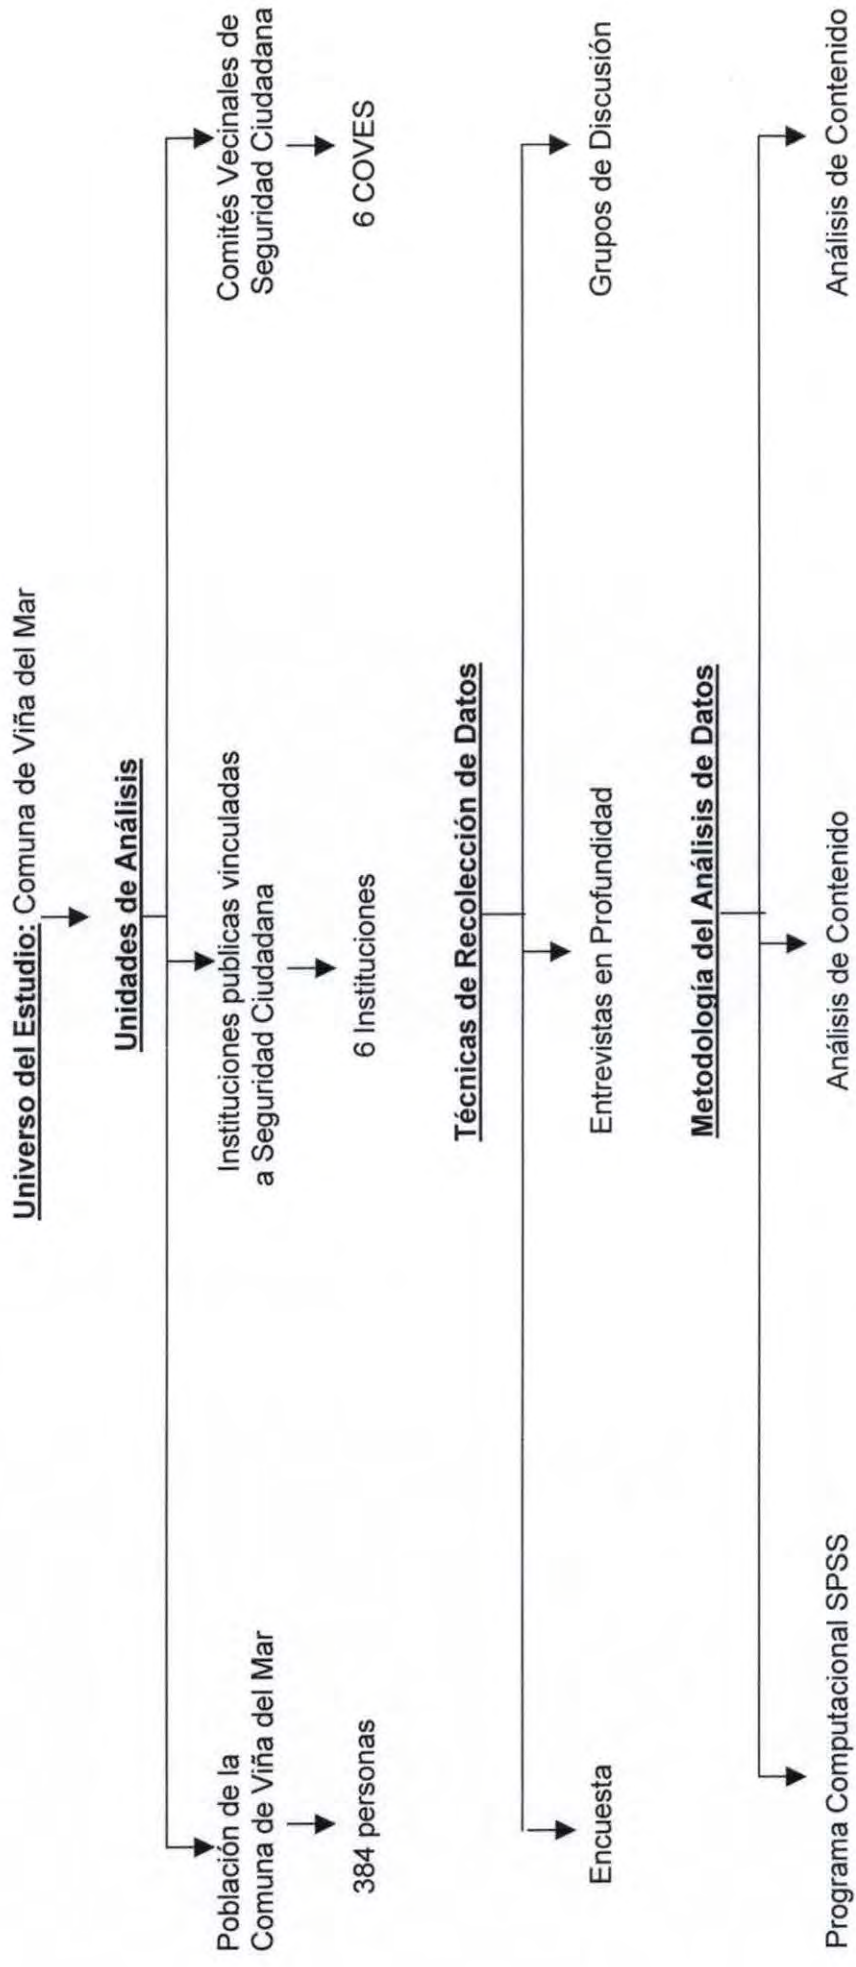 Universo del Estudio: Comuna de Viña del Mar
Unidades de Análisis
Población de la
Comuna de Viña del Mar
384 personas
Instituciones publicas vinculadas
a Seguridad Ciudadana
6 Instituciones
Comités Vecinales de
Seguridad Ciudadana
6 COVES
Técnicas de Recolección de Datos
Encuesta
Entrevistas en Profundidad
Grupos de Discusión
Metodología del Análisis de Datos
Programa Computacional SPSS
Análisis de Contenido
Análisis de Contenido